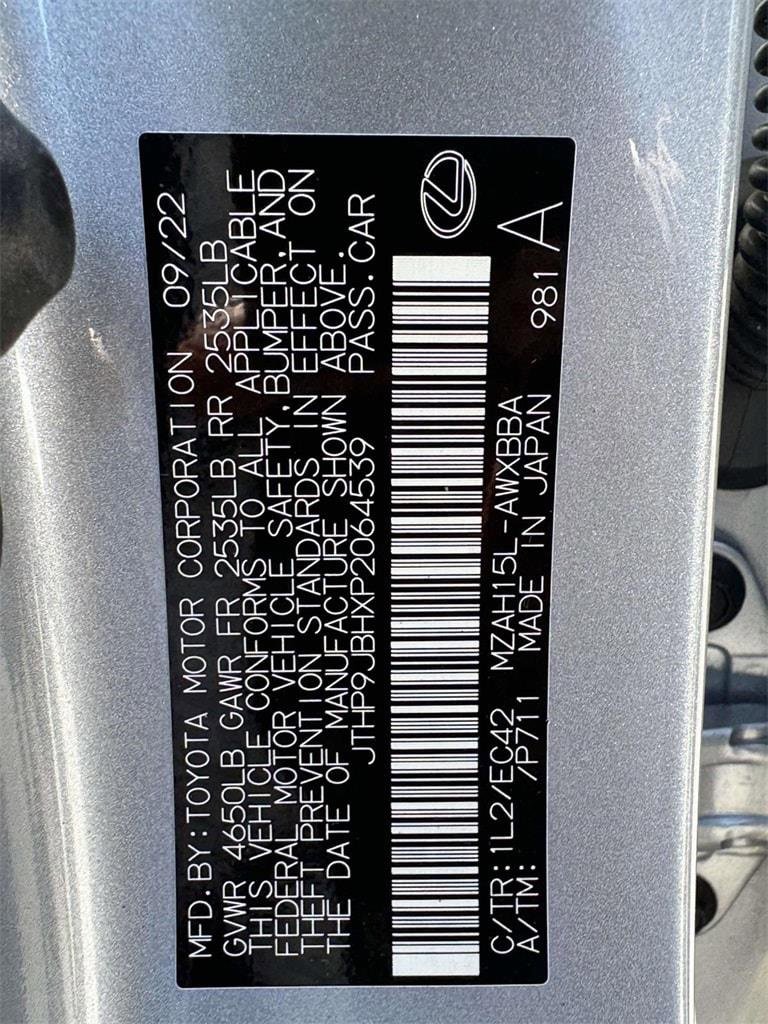 MFD.BY:TOYOTA MOTOR CORPORATION 09/22
GVWR 4650LB GAWR FR 2535LB RR 2535LB
THIS VEHICLE CONFORMS TO ALL APPLICABLE
FEDERAL MOTOR VEHICLE SAFETY,BUMPER,AND
THEFT PREVENTION STANDARDS IN EFFECT ON
THE DATE OF MANUFACTURE SHOWN ABOVE.
JTHP9JBHXP2064539 PASS.CAR
C/TR:1L2/EC42 MZAH15L-AWXBBA 981 A
A/TM: /P711 MADE IN JAPAN